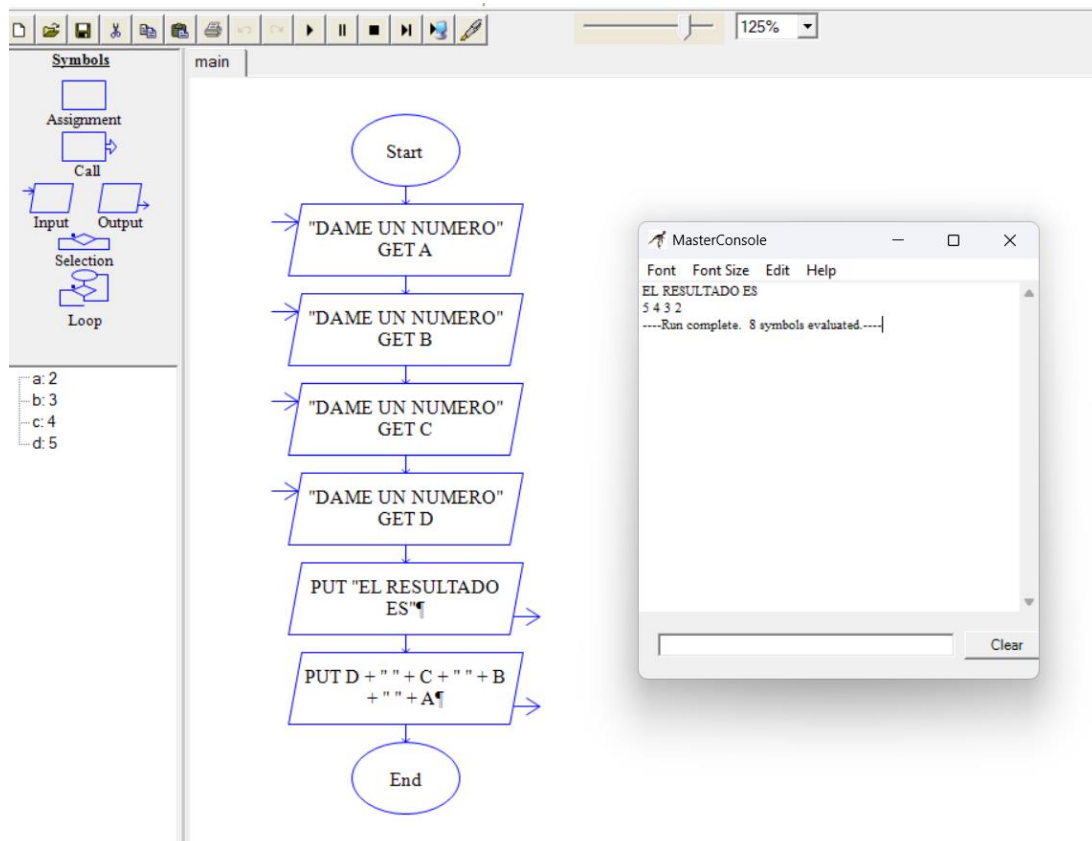 125%
Symbols
Assignment
Call
Input Output
Selection
Loop
a: 2
b: 3
c: 4
d: 5
main
Start
"DAME UN NUMERO"
GET A
"DAME UN NUMERO"
GET B
"DAME UN NUMERO"
GET C
"DAME UN NUMERO"
GET D
PUT "EL RESULTADO
ES"¶
PUT D + " " + C + " " + B
+ " " + A¶
End
MasterConsole
Font Font Size Edit Help
EL RESULTADO ES
5 4 3 2
----Run complete. 8 symbols evaluated.----
Clear